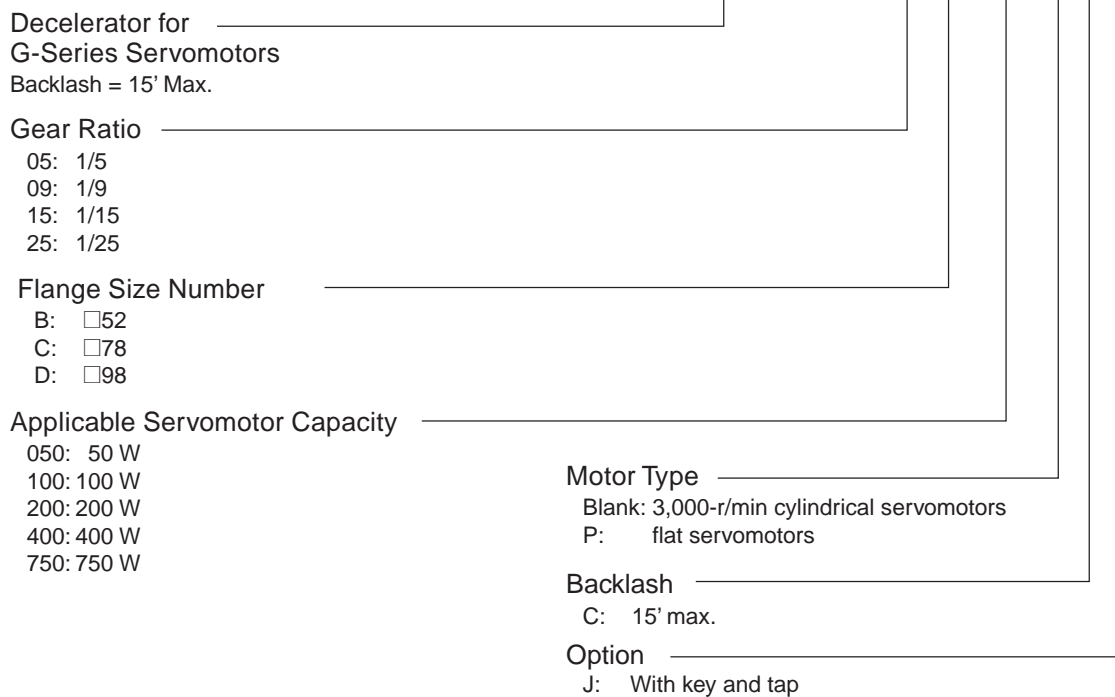 Decelerator for
G-Series Servomotors
Backlash = 15’ Max.
Gear Ratio
05: 1/5
09: 1/9
15: 1/15
25: 1/25
Flange Size Number
B: □52
C: □78
D: □98
Applicable Servomotor Capacity
050: 50 W
100: 100 W
200: 200 W
400: 400 W
750: 750 W
Motor Type
Blank: 3,000-r/min cylindrical servomotors
P: flat servomotors
Backlash
C: 15’ max.
Option
J: With key and tap